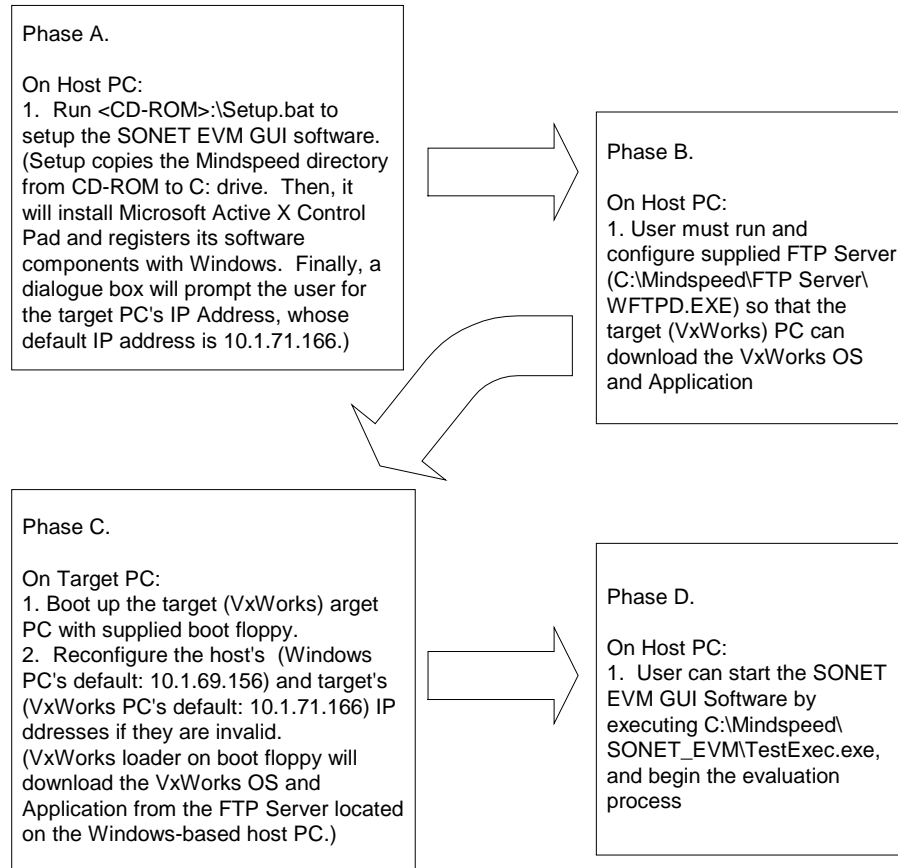 Phase A.
On Host PC:
1.  Run <CD-ROM>:\Setup.bat to
setup the SONET EVM GUI software.
(Setup copies the Mindspeed directory
from CD-ROM to C: drive.  Then, it
will install Microsoft Active X Control
Pad and registers its software
components with Windows.  Finally, a
dialogue box will prompt the user for
the target PC's IP Address, whose
default IP address is 10.1.71.166.)
Phase B.
On Host PC:
1. User must run and
configure supplied FTP Server
(C:\Mindspeed\FTP Server\
WFTPD.EXE) so that the
target (VxWorks) PC can
download the VxWorks OS
and Application
Phase C.
On Target PC:
1. Boot up the target (VxWorks) arget
PC with supplied boot floppy.
2.  Reconfigure the host's  (Windows
PC's default: 10.1.69.156) and target's
(VxWorks PC's default: 10.1.71.166) IP
ddresses if they are invalid.
(VxWorks loader on boot floppy will
download the VxWorks OS and
Application from the FTP Server located
on the Windows-based host PC.)
Phase D.
On Host PC:
1.  User can start the SONET
EVM GUI Software by
executing C:\Mindspeed\
SONET_EVM\TestExec.exe,
and begin the evaluation
process